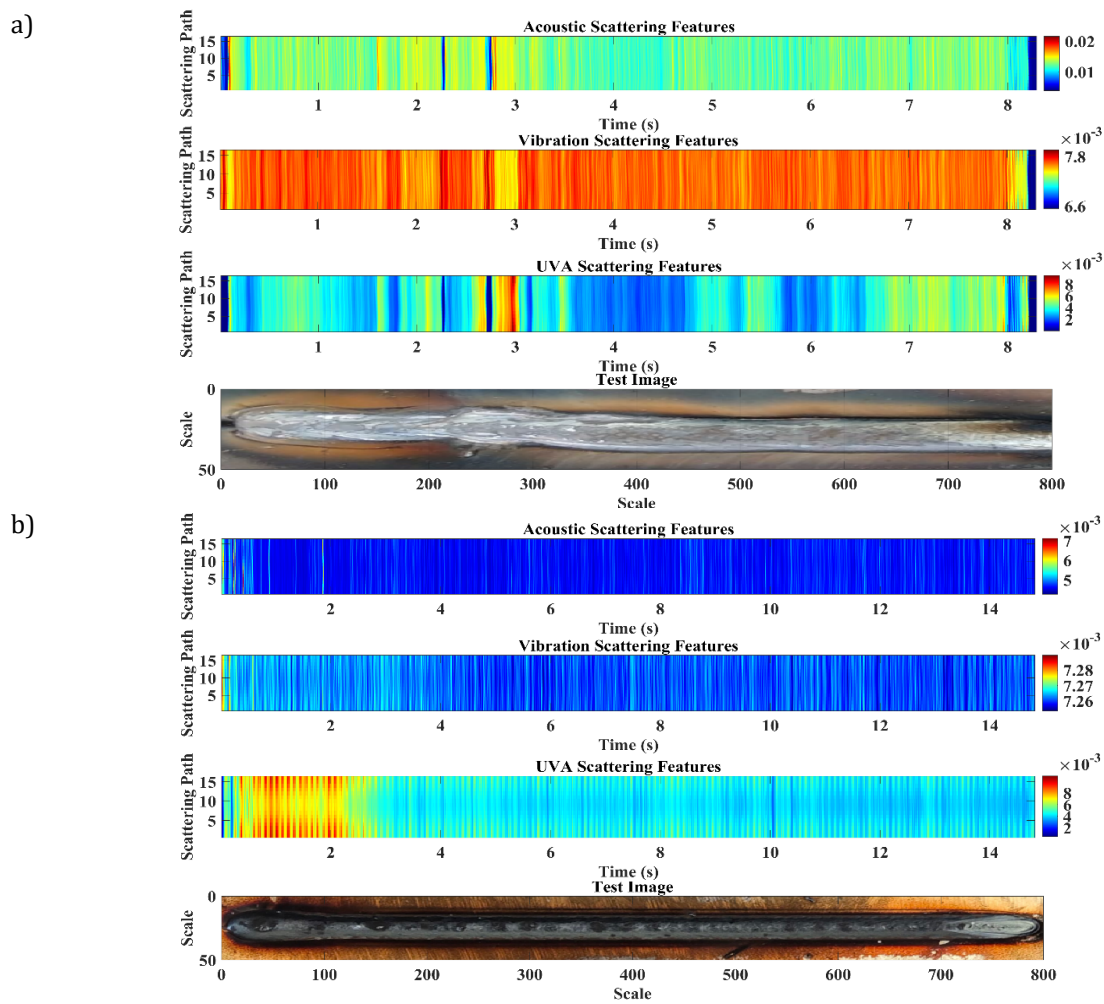 a)
Acoustic Scattering Features
Scattering Path
15
10
5
0.02
0.01
1 2 3 4 5 6 7 8
Time (s)
Vibration Scattering Features
×10⁻³
Scattering Path
15
10
5
7.8
6.6
1 2 3 4 5 6 7 8
Time (s)
UVA Scattering Features
×10⁻³
Scattering Path
15
10
5
8
6
4
2
1 2 3 4 5 6 7 8
Time (s)
Test Image
Scale
0
50
0 100 200 300 400 500 600 700 800
Scale
b)
Acoustic Scattering Features
×10⁻³
Scattering Path
15
10
5
7
6
5
2 4 6 8 10 12 14
Time (s)
Vibration Scattering Features
×10⁻³
Scattering Path
15
10
5
7.28
7.27
7.26
2 4 6 8 10 12 14
Time (s)
UVA Scattering Features
×10⁻³
Scattering Path
15
10
5
8
6
4
2
2 4 6 8 10 12 14
Time (s)
Test Image
Scale
0
50
0 100 200 300 400 500 600 700 800
Scale